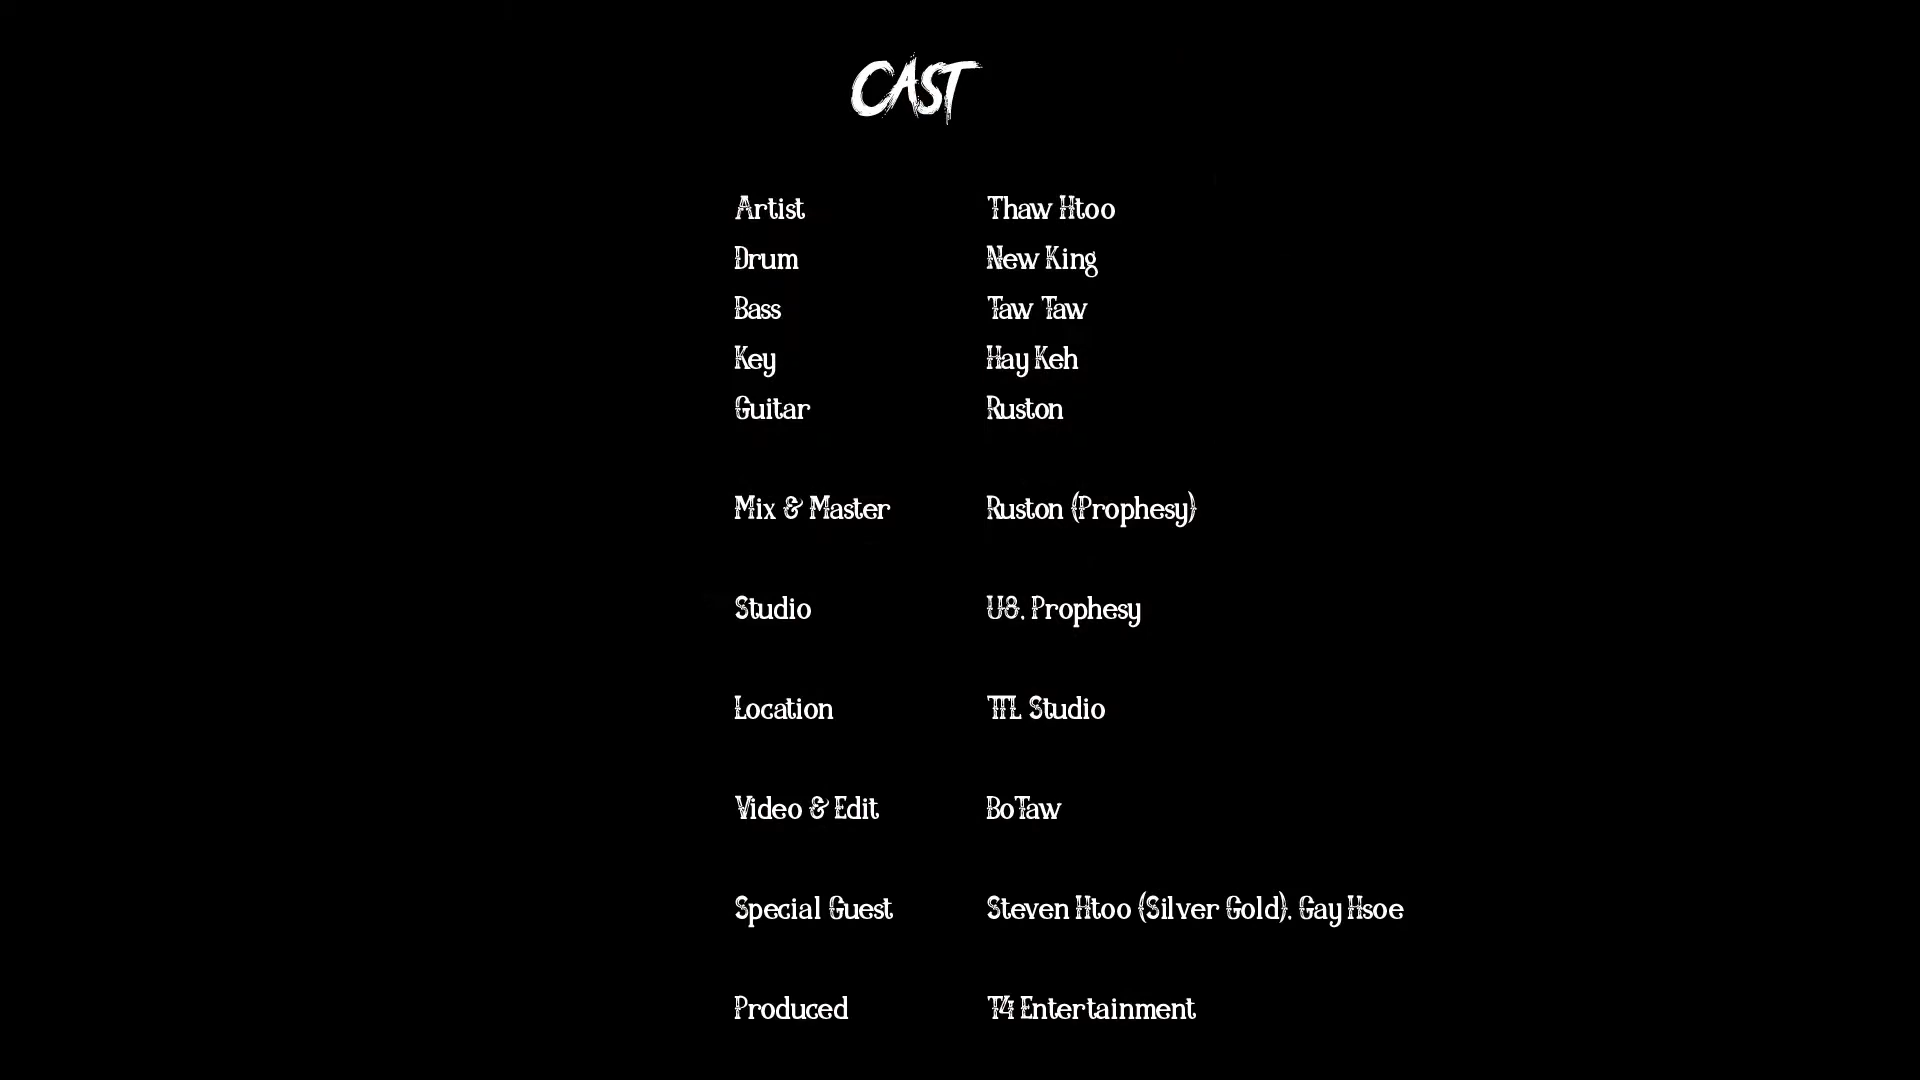 CAST
Artist Thaw Htoo
Drum New King
Bass Taw Taw
Key Hay Keh
Guitar Ruston
Mix & Master Ruston (Prophesy)
Studio U8, Prophesy
Location TTL Studio
Video & Edit BoTaw
Special Guest Steven Htoo (Silver Gold), Gay Hsoe
Produced T4 Entertainment